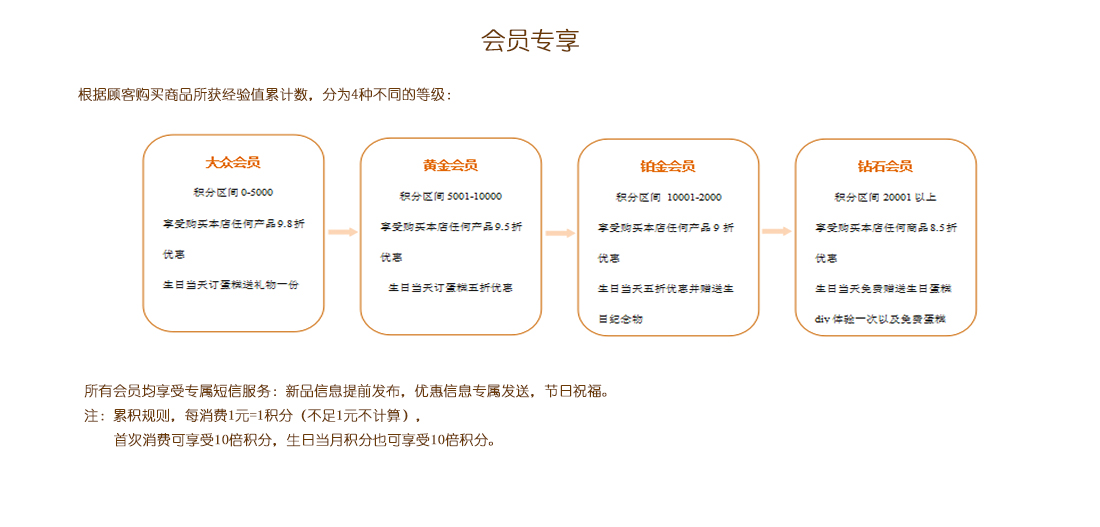 会员专享
根据顾客购买商品所获经验值累计数，分为4种不同的等级：
大众会员
积分区间 0-5000
享受购买本店任何产品9.8折
优惠
生日当天订蛋糕送礼物一份
黄金会员
积分区间 5001-10000
享受购买本店任何产品9.5折
优惠
生日当天订蛋糕五折优惠
铂金会员
积分区间 10001-2000
享受购买本店任何产品 9 折
优惠
生日当天五折优惠并赠送生
日纪念物
钻石会员
积分区间 20001 以上
享受购买本店任何商品8.5折
优惠
生日当天免费赠送生日蛋糕
div 体验一次以及免费蛋糕
所有会员均享受专属短信服务：新品信息提前发布，优惠信息专属发送，节日祝福。
注：累积规则，每消费1元=1积分（不足1元不计算），
首次消费可享受10倍积分，生日当月积分也可享受10倍积分。